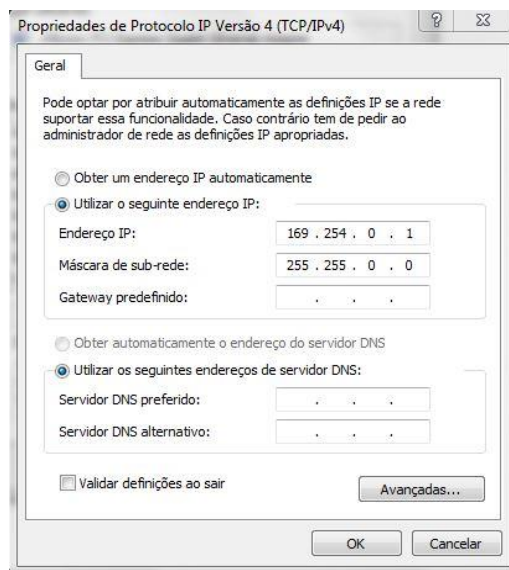 Propriedades de Protocolo IP Versão 4 (TCP/IPv4)
Geral
Pode optar por atribuir automaticamente as definições IP se a rede
suportar essa funcionalidade. Caso contrário tem de pedir ao
administrador de rede as definições IP apropriadas.
Obter um endereço IP automaticamente
Utilizar o seguinte endereço IP:
Endereço IP: 169 . 254 . 0 . 1
Máscara de sub-rede: 255 . 255 . 0 . 0
Gateway predefinido: . . .
Obter automaticamente o endereço do servidor DNS
Utilizar os seguintes endereços de servidor DNS:
Servidor DNS preferido: . . .
Servidor DNS alternativo: . . .
Validar definições ao sair
Avançadas...
OK Cancelar